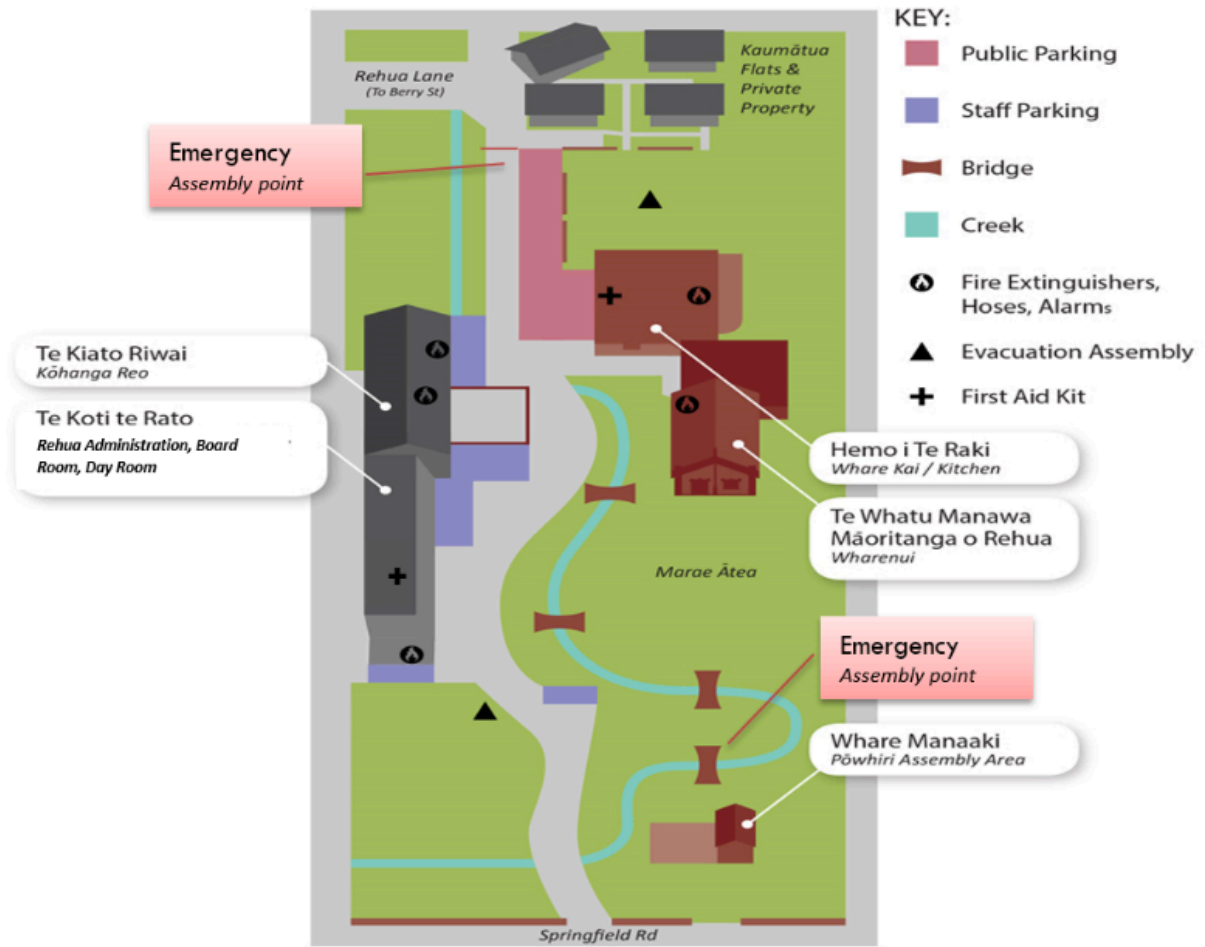 KEY:
Public Parking
Staff Parking
Bridge
Creek
Fire Extinguishers,
Hoses, Alarms
Evacuation Assembly
First Aid Kit
Rehua Lane
(To Berry St)
Kaumātua
Flats &
Private
Property
Emergency
Assembly point
Te Kiato Riwai
Kōhanga Reo
Te Koti te Rato
Rehua Administration, Board
Room, Day Room
Hemo i Te Raki
Whare Kai / Kitchen
Te Whatu Manawa
Māoritanga o Rehua
Wharenui
Marae Ātea
Emergency
Assembly point
Whare Manaaki
Pōwhiri Assembly Area
Springfield Rd